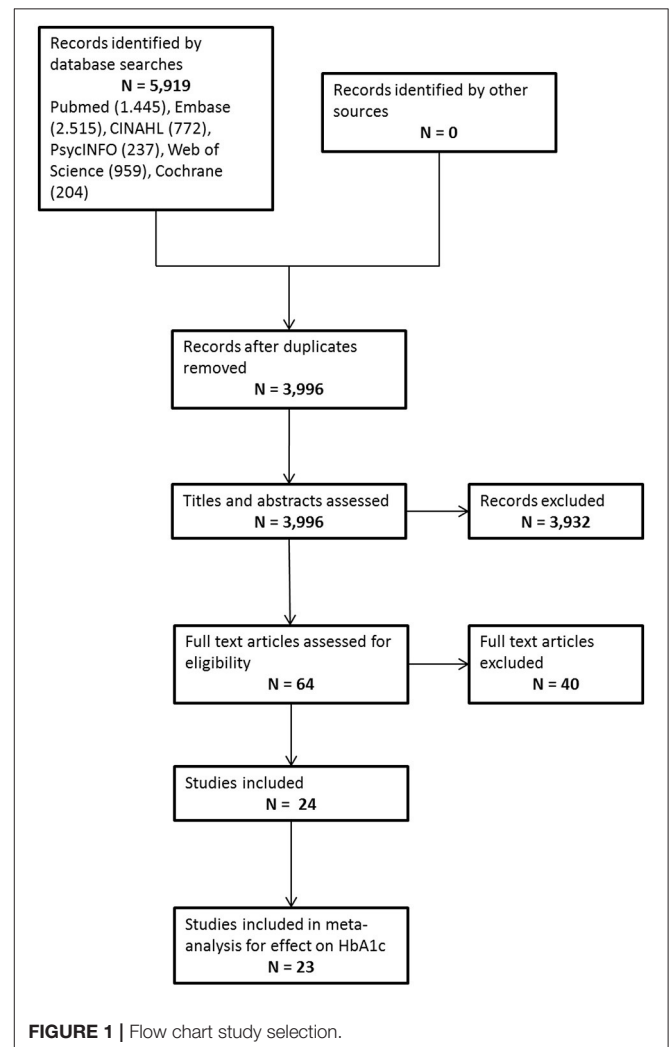 Records identified by
database searches
N = 5,919
Pubmed (1.445), Embase
(2.515), CINAHL (772),
PsycINFO (237), Web of
Science (959), Cochrane
(204)
Records identified by other
sources
N = 0
Records after duplicates
removed
N = 3,996
Titles and abstracts assessed
N = 3,996
Records excluded
N = 3,932
Full text articles assessed for
eligibility
N = 64
Full text articles
excluded
N = 40
Studies included
N = 24
Studies included in meta-
analysis for effect on HbA1c
N = 23
FIGURE 1 | Flow chart study selection.